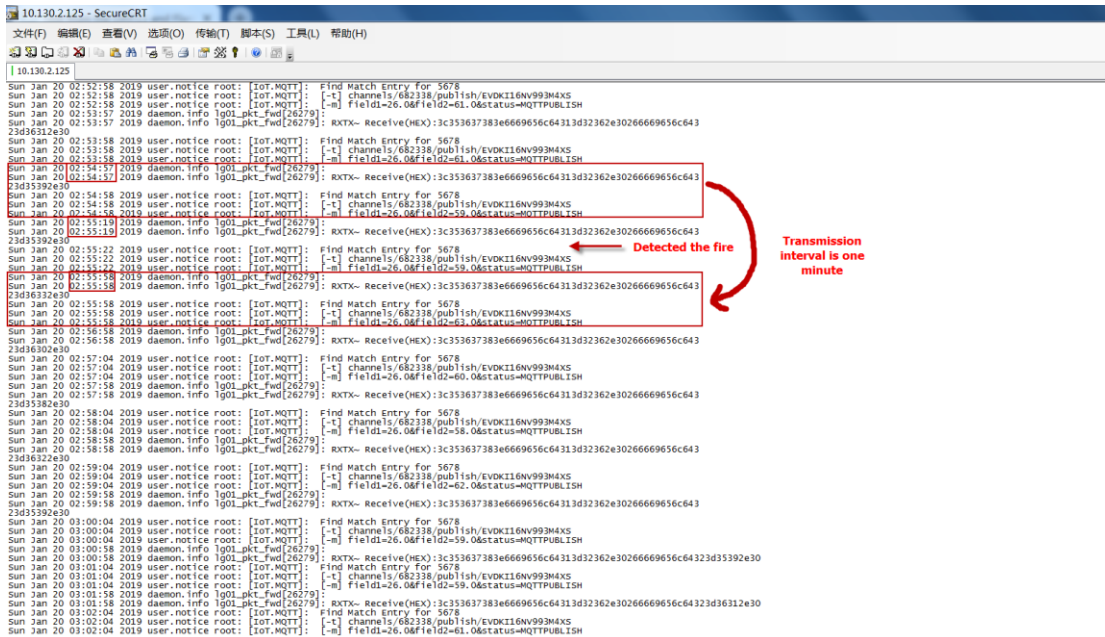 10.130.2.125 - SecureCRT
文件(F) 编辑(E) 查看(V) 选项(O) 传输(T) 脚本(S) 工具(L) 帮助(H)
10.130.2.125
Sun Jan 20 02:52:58 2019 user.notice root: [IoT.MQTT]: Find Match Entry for 5678
Sun Jan 20 02:52:58 2019 user.notice root: [IoT.MQTT]: [-t] channels/682338/publish/EVDKI16NV993M4XS
Sun Jan 20 02:52:58 2019 user.notice root: [IoT.MQTT]: [-m] field1=26.0&field2=61.0&status=MQTTPUBLISH
Sun Jan 20 02:53:57 2019 daemon.info lg01_pkt_fwd[26279]:
Sun Jan 20 02:53:57 2019 daemon.info lg01_pkt_fwd[26279]: RXTX~ Receive(HEX):3c353637383e6669656c64313d32362e30266669656c643
23d36312e30
Sun Jan 20 02:53:58 2019 user.notice root: [IoT.MQTT]: Find Match Entry for 5678
Sun Jan 20 02:53:58 2019 user.notice root: [IoT.MQTT]: [-t] channels/682338/publish/EVDKI16NV993M4XS
Sun Jan 20 02:53:58 2019 user.notice root: [IoT.MQTT]: [-m] field1=26.0&field2=61.0&status=MQTTPUBLISH
Sun Jan 20 02:54:57 2019 daemon.info lg01_pkt_fwd[26279]:
Sun Jan 20 02:54:57 2019 daemon.info lg01_pkt_fwd[26279]: RXTX~ Receive(HEX):3c353637383e6669656c64313d32362e30266669656c643
23d35392e30
Sun Jan 20 02:54:58 2019 user.notice root: [IoT.MQTT]: Find Match Entry for 5678
Sun Jan 20 02:54:58 2019 user.notice root: [IoT.MQTT]: [-t] channels/682338/publish/EVDKI16NV993M4XS
Sun Jan 20 02:54:58 2019 user.notice root: [IoT.MQTT]: [-m] field1=26.0&field2=59.0&status=MQTTPUBLISH
Sun Jan 20 02:55:19 2019 daemon.info lg01_pkt_fwd[26279]:
Sun Jan 20 02:55:19 2019 daemon.info lg01_pkt_fwd[26279]: RXTX~ Receive(HEX):3c353637383e6669656c64313d32362e30266669656c643
23d35392e30
Sun Jan 20 02:55:22 2019 user.notice root: [IoT.MQTT]: Find Match Entry for 5678
Sun Jan 20 02:55:22 2019 user.notice root: [IoT.MQTT]: [-t] channels/682338/publish/EVDKI16NV993M4XS
Sun Jan 20 02:55:22 2019 user.notice root: [IoT.MQTT]: [-m] field1=26.0&field2=59.0&status=MQTTPUBLISH
Detected the fire
Transmission
interval is one
minute
Sun Jan 20 02:55:58 2019 daemon.info lg01_pkt_fwd[26279]:
Sun Jan 20 02:55:58 2019 daemon.info lg01_pkt_fwd[26279]: RXTX~ Receive(HEX):3c353637383e6669656c64313d32362e30266669656c643
23d36332e30
Sun Jan 20 02:55:58 2019 user.notice root: [IoT.MQTT]: Find Match Entry for 5678
Sun Jan 20 02:55:58 2019 user.notice root: [IoT.MQTT]: [-t] channels/682338/publish/EVDKI16NV993M4XS
Sun Jan 20 02:55:58 2019 user.notice root: [IoT.MQTT]: [-m] field1=26.0&field2=63.0&status=MQTTPUBLISH
Sun Jan 20 02:56:58 2019 daemon.info lg01_pkt_fwd[26279]:
Sun Jan 20 02:56:58 2019 daemon.info lg01_pkt_fwd[26279]: RXTX~ Receive(HEX):3c353637383e6669656c64313d32362e30266669656c643
23d36302e30
Sun Jan 20 02:57:04 2019 user.notice root: [IoT.MQTT]: Find Match Entry for 5678
Sun Jan 20 02:57:04 2019 user.notice root: [IoT.MQTT]: [-t] channels/682338/publish/EVDKI16NV993M4XS
Sun Jan 20 02:57:04 2019 user.notice root: [IoT.MQTT]: [-m] field1=26.0&field2=60.0&status=MQTTPUBLISH
Sun Jan 20 02:57:58 2019 daemon.info lg01_pkt_fwd[26279]:
Sun Jan 20 02:57:58 2019 daemon.info lg01_pkt_fwd[26279]: RXTX~ Receive(HEX):3c353637383e6669656c64313d32362e30266669656c643
23d35382e30
Sun Jan 20 02:58:04 2019 user.notice root: [IoT.MQTT]: Find Match Entry for 5678
Sun Jan 20 02:58:04 2019 user.notice root: [IoT.MQTT]: [-t] channels/682338/publish/EVDKI16NV993M4XS
Sun Jan 20 02:58:04 2019 user.notice root: [IoT.MQTT]: [-m] field1=26.0&field2=58.0&status=MQTTPUBLISH
Sun Jan 20 02:58:58 2019 daemon.info lg01_pkt_fwd[26279]:
Sun Jan 20 02:58:58 2019 daemon.info lg01_pkt_fwd[26279]: RXTX~ Receive(HEX):3c353637383e6669656c64313d32362e30266669656c643
23d36322e30
Sun Jan 20 02:59:04 2019 user.notice root: [IoT.MQTT]: Find Match Entry for 5678
Sun Jan 20 02:59:04 2019 user.notice root: [IoT.MQTT]: [-t] channels/682338/publish/EVDKI16NV993M4XS
Sun Jan 20 02:59:04 2019 user.notice root: [IoT.MQTT]: [-m] field1=26.0&field2=62.0&status=MQTTPUBLISH
Sun Jan 20 02:59:58 2019 daemon.info lg01_pkt_fwd[26279]:
Sun Jan 20 02:59:58 2019 daemon.info lg01_pkt_fwd[26279]: RXTX~ Receive(HEX):3c353637383e6669656c64313d32362e30266669656c643
23d35392e30
Sun Jan 20 03:00:04 2019 user.notice root: [IoT.MQTT]: Find Match Entry for 5678
Sun Jan 20 03:00:04 2019 user.notice root: [IoT.MQTT]: [-t] channels/682338/publish/EVDKI16NV993M4XS
Sun Jan 20 03:00:04 2019 user.notice root: [IoT.MQTT]: [-m] field1=26.0&field2=59.0&status=MQTTPUBLISH
Sun Jan 20 03:00:58 2019 daemon.info lg01_pkt_fwd[26279]:
Sun Jan 20 03:00:58 2019 daemon.info lg01_pkt_fwd[26279]: RXTX~ Receive(HEX):3c353637383e6669656c64313d32362e30266669656c64323d35392e30
Sun Jan 20 03:01:04 2019 user.notice root: [IoT.MQTT]: Find Match Entry for 5678
Sun Jan 20 03:01:04 2019 user.notice root: [IoT.MQTT]: [-t] channels/682338/publish/EVDKI16NV993M4XS
Sun Jan 20 03:01:04 2019 user.notice root: [IoT.MQTT]: [-m] field1=26.0&field2=59.0&status=MQTTPUBLISH
Sun Jan 20 03:01:58 2019 daemon.info lg01_pkt_fwd[26279]:
Sun Jan 20 03:01:58 2019 daemon.info lg01_pkt_fwd[26279]: RXTX~ Receive(HEX):3c353637383e6669656c64313d32362e30266669656c64323d36312e30
Sun Jan 20 03:02:04 2019 user.notice root: [IoT.MQTT]: Find Match Entry for 5678
Sun Jan 20 03:02:04 2019 user.notice root: [IoT.MQTT]: [-t] channels/682338/publish/EVDKI16NV993M4XS
Sun Jan 20 03:02:04 2019 user.notice root: [IoT.MQTT]: [-m] field1=26.0&field2=61.0&status=MQTTPUBLISH